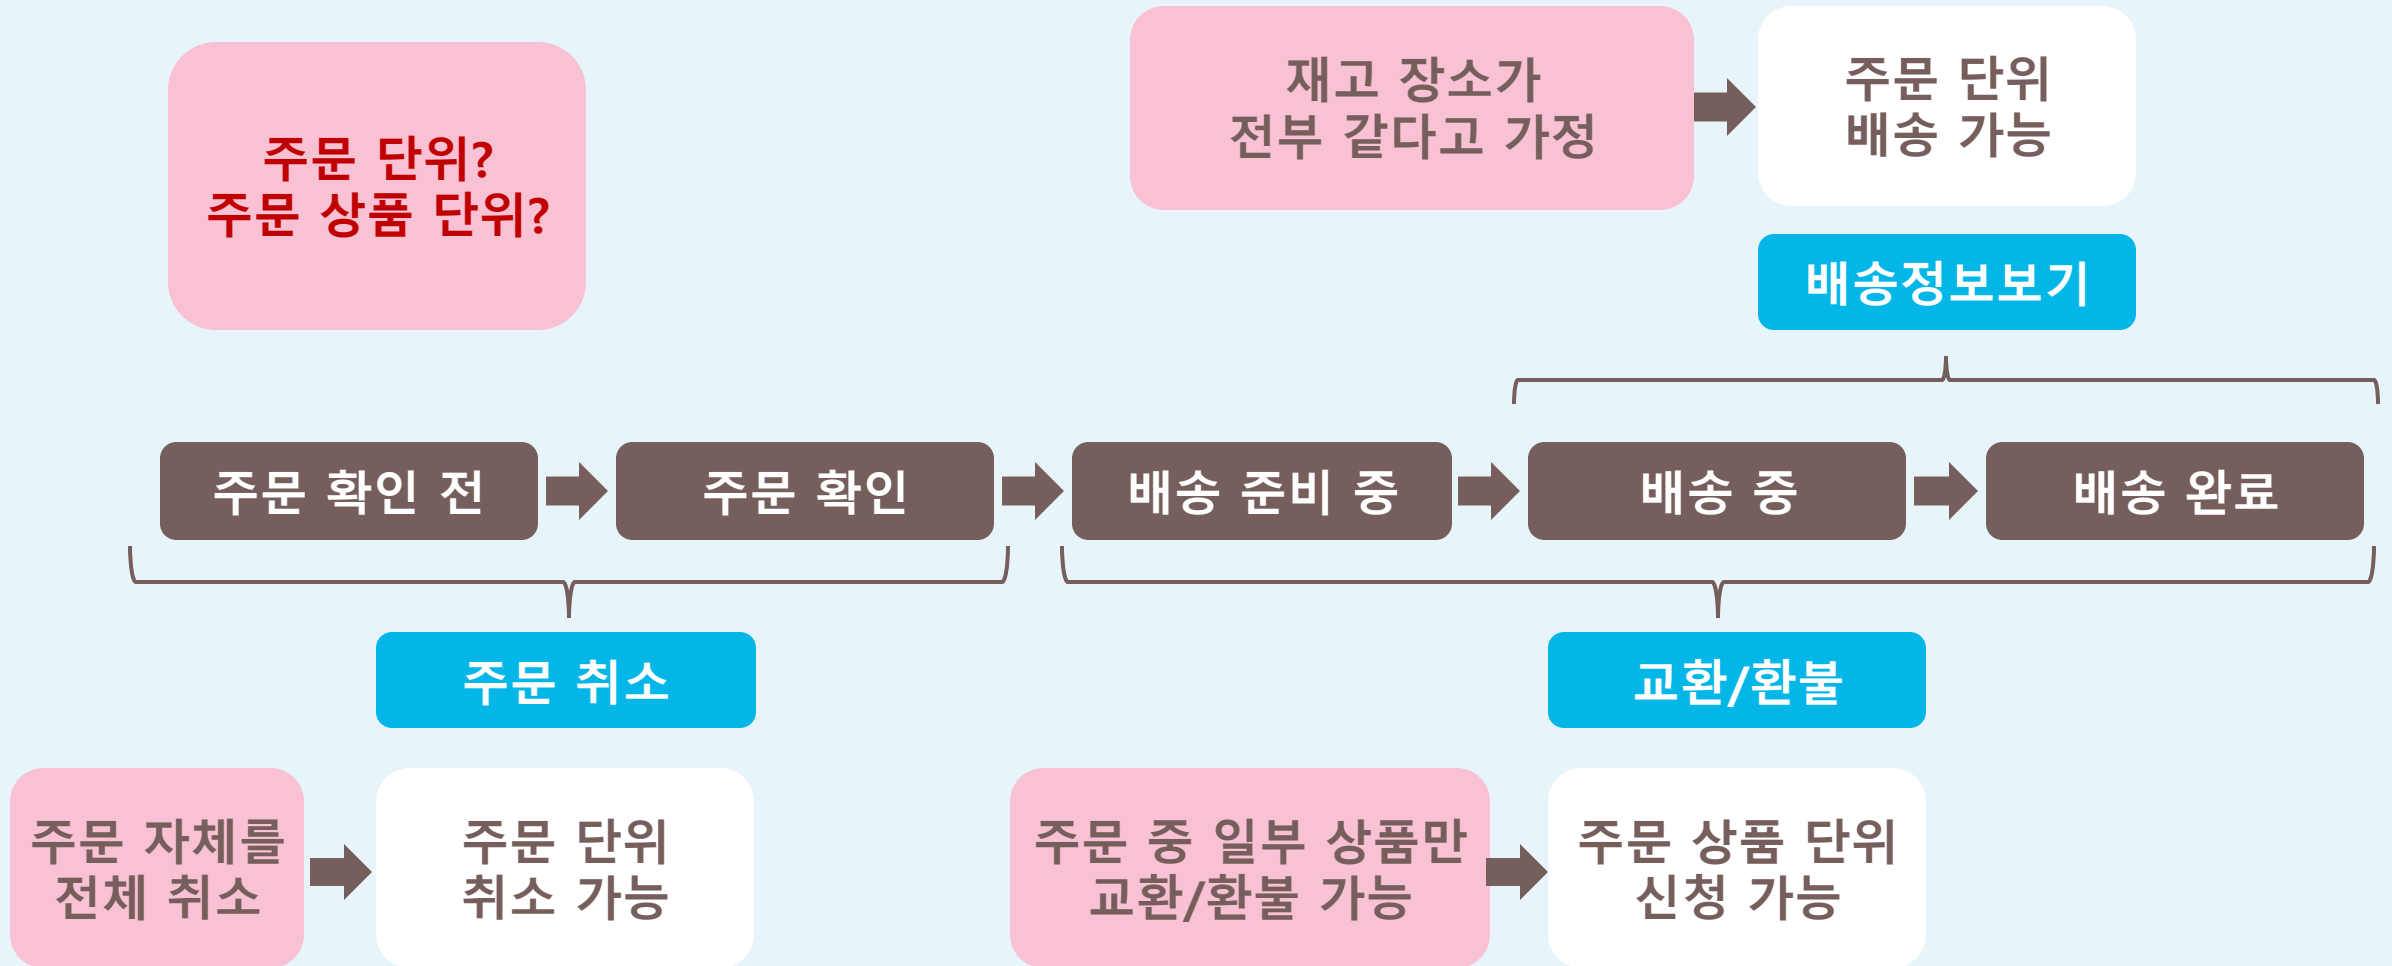 주문 단위?
주문 상품 단위?
재고 장소가
전부 같다고 가정
주문 단위
배송 가능
배송정보보기
주문 확인 전
주문 확인
배송 준비 중
배송 중
배송 완료
주문 취소
교환/환불
주문 자체를
전체 취소
주문 단위
취소 가능
주문 중 일부 상품만
교환/환불 가능
주문 상품 단위
신청 가능